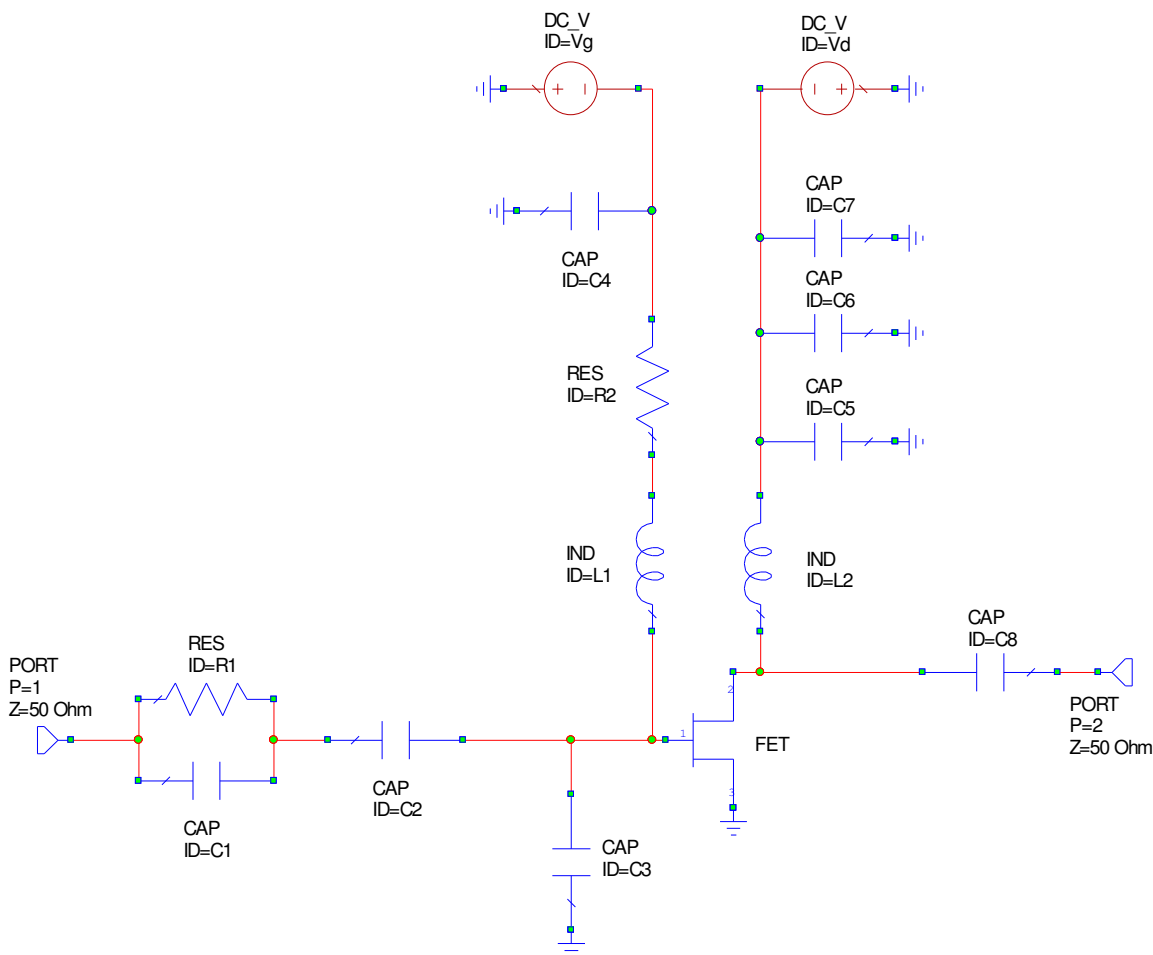 DC_V
ID=Vg
DC_V
ID=Vd
CAP
ID=C7
CAP
ID=C4
CAP
ID=C6
RES
ID=R2
CAP
ID=C5
IND
ID=L1
IND
ID=L2
CAP
ID=C8
RES
ID=R1
PORT
P=1
Z=50 Ohm
2
PORT
P=2
Z=50 Ohm
1
FET
3
CAP
ID=C2
CAP
ID=C1
CAP
ID=C3